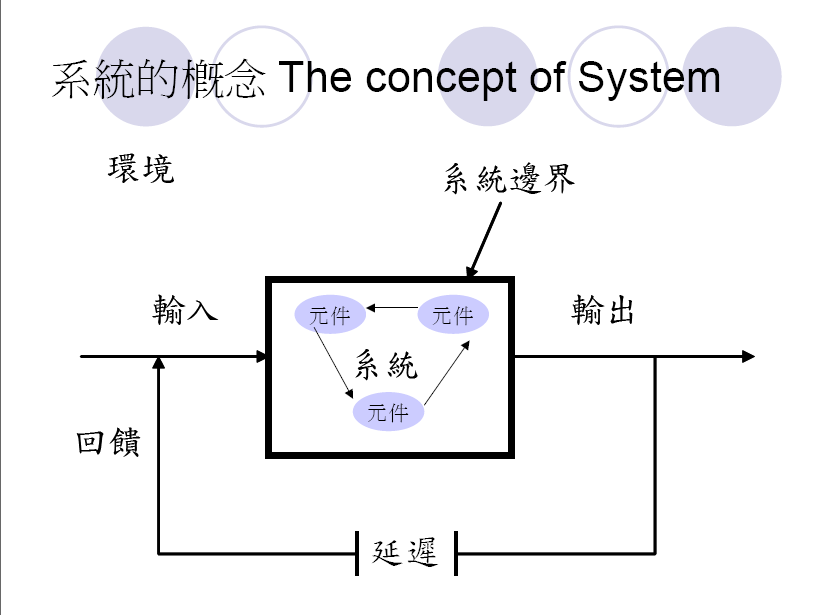 系統的概念 The concept of System
環境
系統邊界
輸入
元件
元件
輸出
系統
元件
回饋
延遲